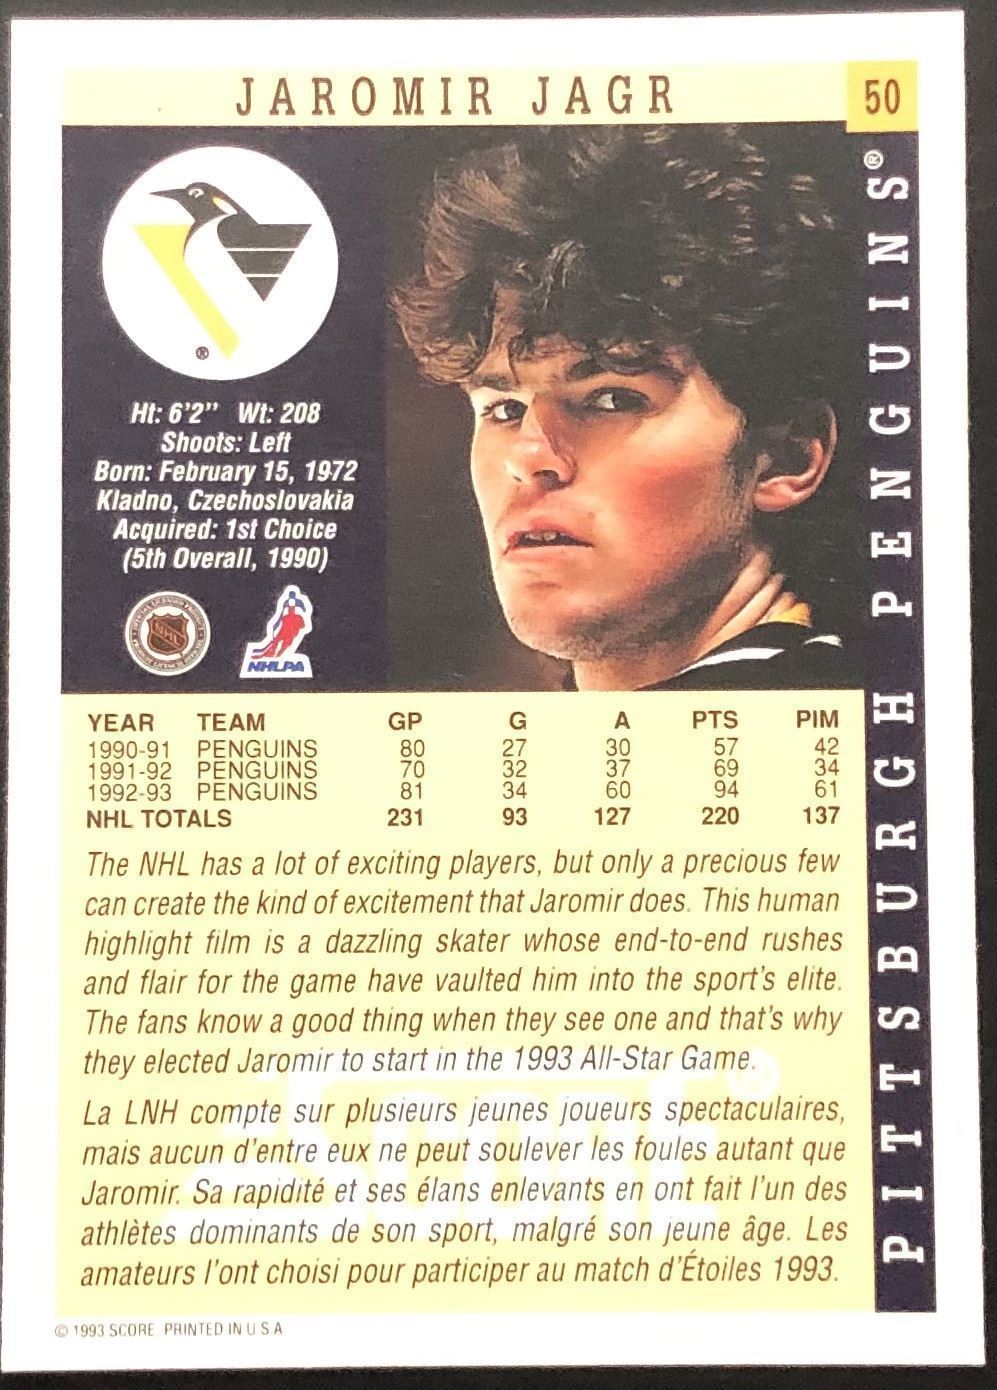 JAROMIR JAGR
50
PITTSBURGH PENGUINS®
®
Ht: 6'2" Wt: 208
Shoots: Left
Born: February 15, 1972
Kladno, Czechoslovakia
Acquired: 1st Choice
(5th Overall, 1990)
NHLPA
YEAR TEAM GP G A PTS PIM
1990-91 PENGUINS 80 27 30 57 42
1991-92 PENGUINS 70 32 37 69 34
1992-93 PENGUINS 81 34 60 94 61
NHL TOTALS 231 93 127 220 137
The NHL has a lot of exciting players, but only a precious few
can create the kind of excitement that Jaromir does. This human
highlight film is a dazzling skater whose end-to-end rushes
and flair for the game have vaulted him into the sport's elite.
The fans know a good thing when they see one and that's why
they elected Jaromir to start in the 1993 All-Star Game.
La LNH compte sur plusieurs jeunes joueurs spectaculaires,
mais aucun d'entre eux ne peut soulever les foules autant que
Jaromir. Sa rapidité et ses élans enlevants en ont fait l'un des
athlètes dominants de son sport, malgré son jeune âge. Les
amateurs l'ont choisi pour participer au match d'Étoiles 1993.
© 1993 SCORE PRINTED IN U S A